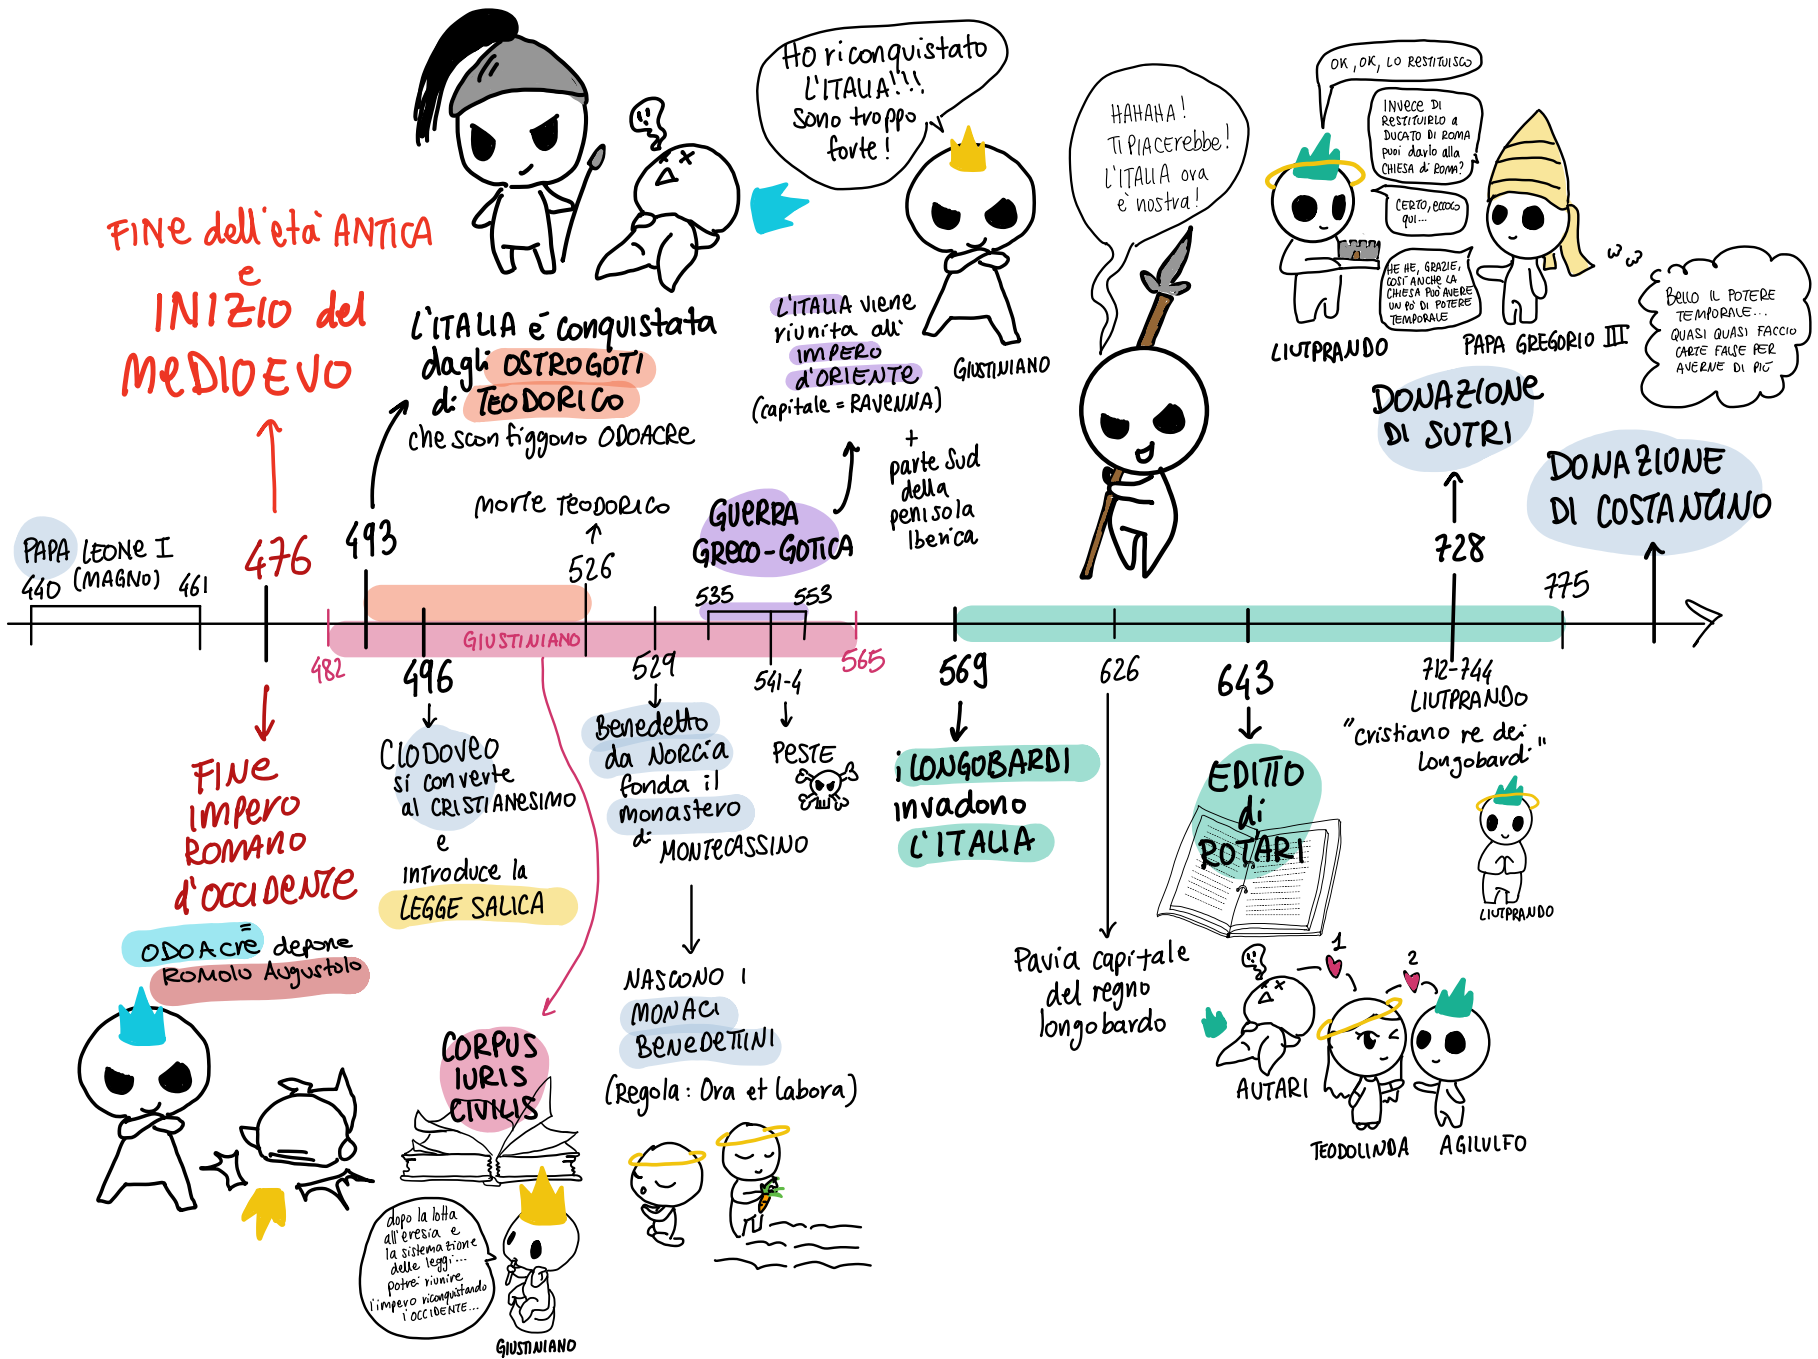 FINE dell'età ANTICA
e
INIZIO del
MEDIOEVO
L'ITALIA é conquistata
dagli OSTROGOTI
di TEODORICO
che sconfiggono ODOACRE
Ho riconquistato
L'ITALIA!!!
Sono troppo
forte!
L'ITALIA viene
riunita all'
IMPERO
d'ORIENTE
(capitale = RAVENNA)
+
parte sud
della
penisola
Iberica
GIUSTINIANO
HAHAHA!
TI PIACEREBBE!
L'ITALIA ora
è nostra!
OK, OK, LO RESTITUISCO
INVECE DI
RESTITUIRLO A
DUCATO DI ROMA
PUOI darlo alla
CHIESA di ROMA?
CERTO, ECCOLO
QUI...
HE HE, GRAZIE,
COSÌ ANCHE LA
CHIESA PUÒ AVERE
UN PÒ DI POTERE
TEMPORALE
LIUTPRANDO
PAPA GREGORIO III
BELLO IL POTERE
TEMPORALE...
QUASI QUASI FACCIO
CARTE FALSE PER
AVERNE DI PIÙ
DONAZIONE
DI SUTRI
DONAZIONE
DI COSTANTINO
PAPA LEONE I
(MAGNO)
440
461
476
493
MORTE TEODORICO
526
GUERRA
GRECO-GOTICA
535
553
728
775
GIUSTINIANO
482
496
529
541-4
565
569
626
643
712-744
LIUTPRANDO
"cristiano re dei
longobardi"
LIUTPRANDO
FINE
IMPERO
ROMANO
d'OCCIDENTE
=
ODOACRE depone
ROMOLO AUGUSTOLO
CLODOVEO
si converte
al CRISTIANESIMO
e
introduce la
LEGGE SALICA
Benedetto
da NORCIA
fonda il
monastero
di
MONTECASSINO
PESTE
i LONGOBARDI
invadono
L'ITALIA
EDITTO
di
ROTARI
NASCONO I
MONACI
BENEDETTINI
(Regola: Ora et labora)
Pavia capitale
del regno
longobardo
1
2
AUTARI
TEODOLINDA
AGILULFO
CORPUS
IURIS
CIVILIS
dopo la lotta
all'eresia e
la sistemazione
delle leggi...
potrei riunire
l'impero riconquistando
l'OCCIDENTE...
GIUSTINIANO